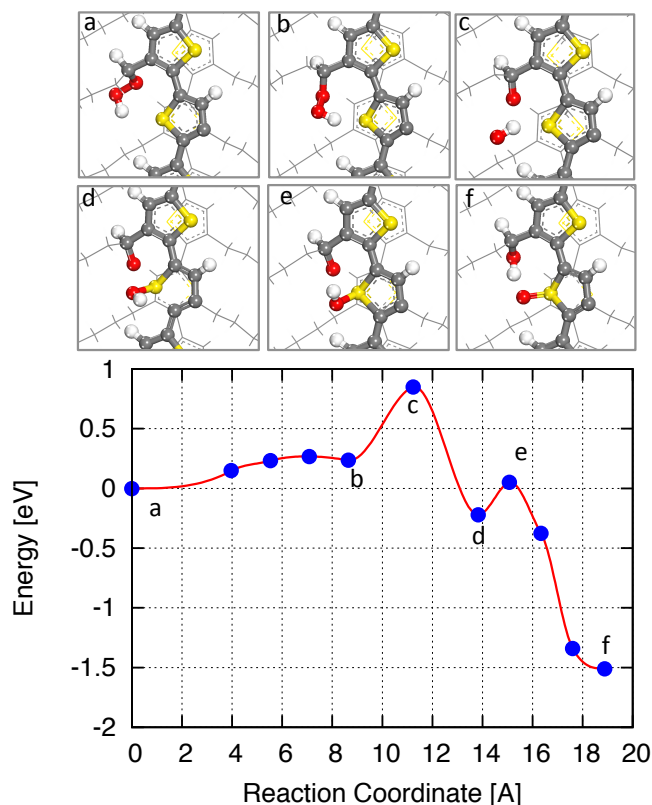 a
b
c
d
e
f
1
0.5
0
-0.5
-1
-1.5
-2
a
b
c
d
e
f
0 2 4 6 8 10 12 14 16 18 20
Energy [eV]
Reaction Coordinate [A]